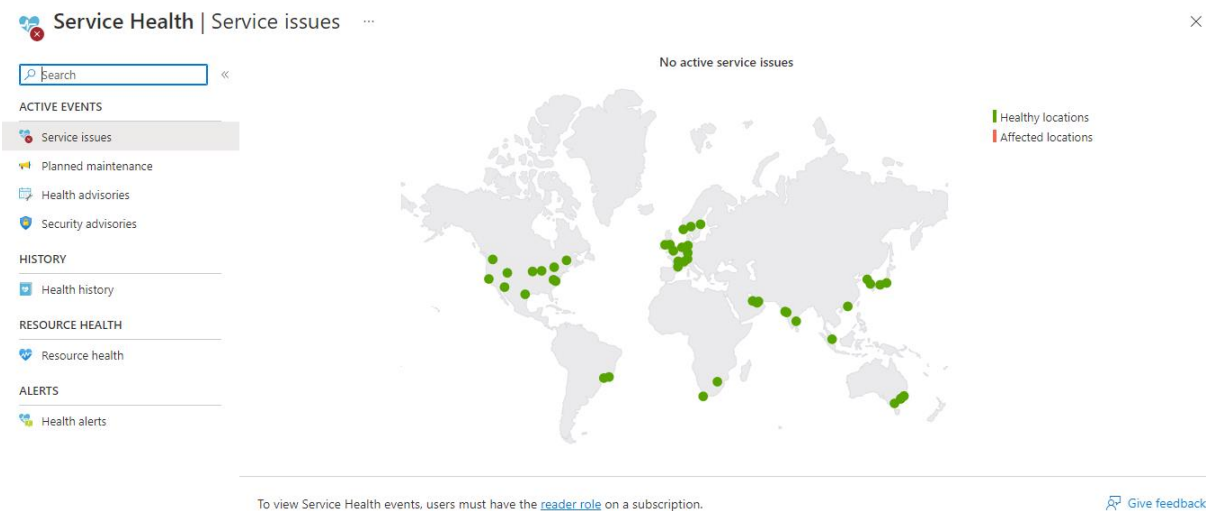 Service Health | Service issues ...
Search «
ACTIVE EVENTS
Service issues
Planned maintenance
Health advisories
Security advisories
HISTORY
Health history
RESOURCE HEALTH
Resource health
ALERTS
Health alerts
No active service issues
Healthy locations
Affected locations
To view Service Health events, users must have the reader role on a subscription.
Give feedback